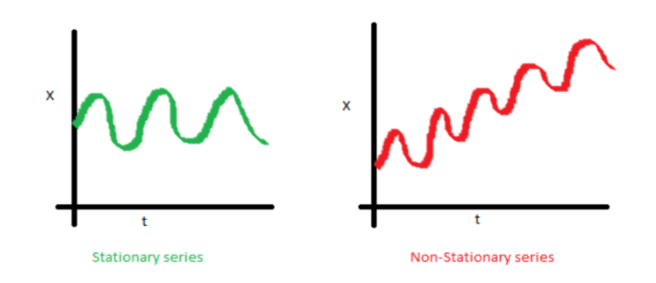 x
t
Stationary series
x
t
Non-Stationary series